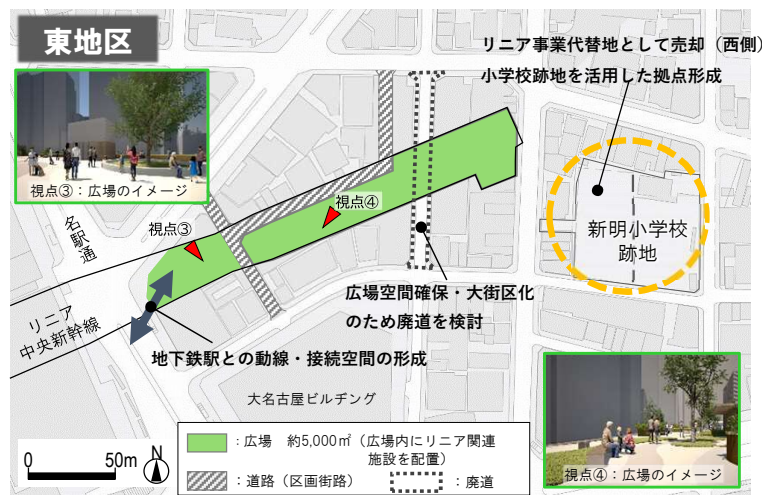 東地区
リニア事業代替地として売却（西側）
小学校跡地を活用した拠点形成
視点③：広場のイメージ
視点④
視点③
名駅通
新明小学校
跡地
広場空間確保・大街区化
のため廃道を検討
リニア
中央新幹線
地下鉄駅との動線・接続空間の形成
大名古屋ビルヂング
：広場　約5,000㎡（広場内にリニア関連
施設を配置）
：道路（区画街路）
：廃道
0
50m
N
視点④：広場のイメージ